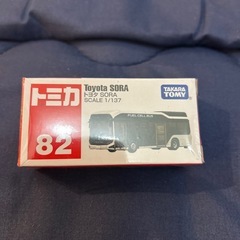 トミカ
82
Toyota SORA
トヨタ SORA
SCALE 1/137
TAKARA
TOMY
FUEL CELL BUS